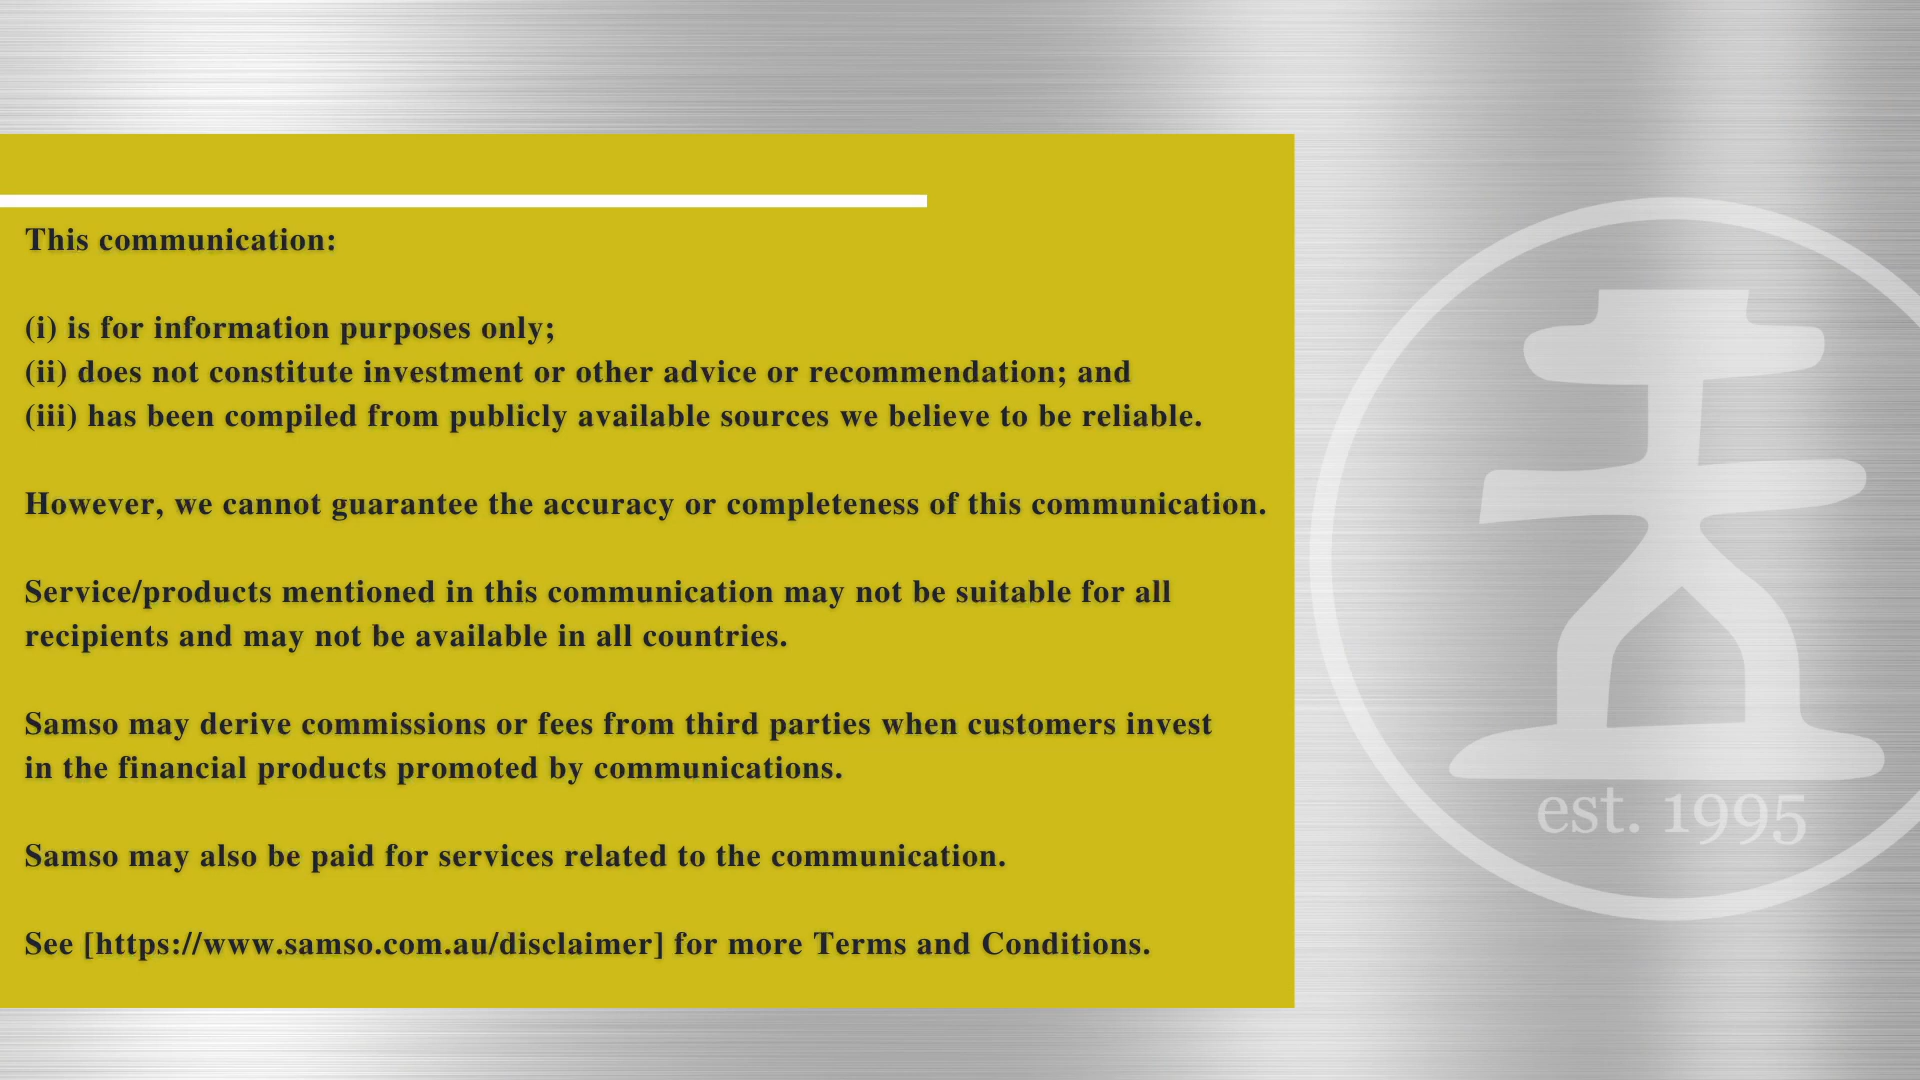 This communication:
(i) is for information purposes only;
(ii) does not constitute investment or other advice or recommendation; and
(iii) has been compiled from publicly available sources we believe to be reliable.
However, we cannot guarantee the accuracy or completeness of this communication.
Service/products mentioned in this communication may not be suitable for all
recipients and may not be available in all countries.
Samso may derive commissions or fees from third parties when customers invest
in the financial products promoted by communications.
Samso may also be paid for services related to the communication.
See [https://www.samso.com.au/disclaimer] for more Terms and Conditions.
est. 1995